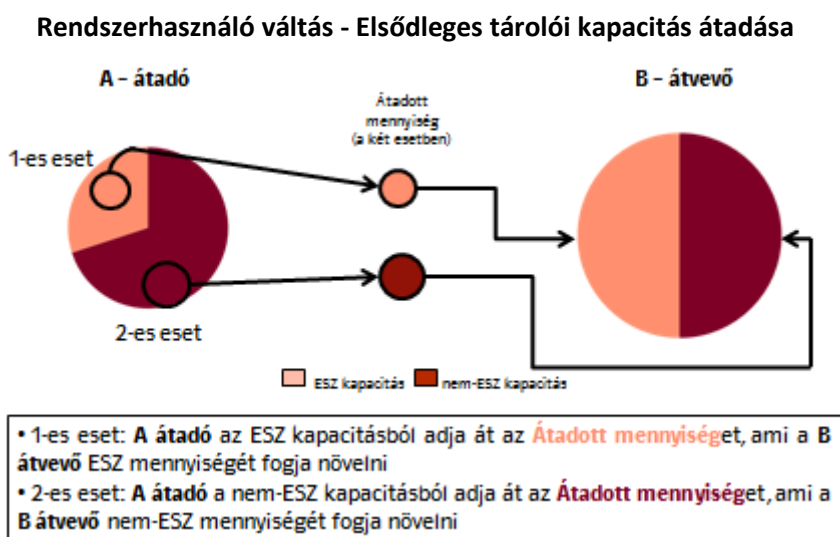 Rendszerhasználó váltás - Elsődleges tárolói kapacitás átadása
A – átadó
B – átvevő
Átadott
mennyiség
(a két esetben)
1-es eset
2-es eset
ESZ kapacitás
nem-ESZ kapacitás
• 1-es eset: A átadó az ESZ kapacitásból adja át az Átadott mennyiséget, ami a B
átvevő ESZ mennyiségét fogja növelni
• 2-es eset: A átadó a nem-ESZ kapacitásból adja át az Átadott mennyiséget, ami a
B átvevő nem-ESZ mennyiségét fogja növelni